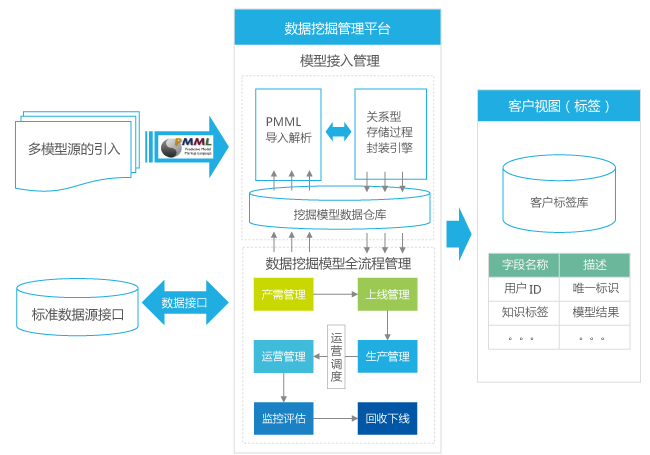 数据挖掘管理平台
模型接入管理
多模型源的引入
PMML
Predictive Model
Markup Language
PMML
导入解析
关系型
存储过程
封装引擎
挖掘模型数据仓库
标准数据源接口
数据接口
数据挖掘模型全流程管理
产需管理
上线管理
运营管理
运营调度
生产管理
监控评估
回收下线
客户视图（标签）
客户标签库
字段名称 描述
用户 ID 唯一标识
知识标签 模型结果
。。。 。。。